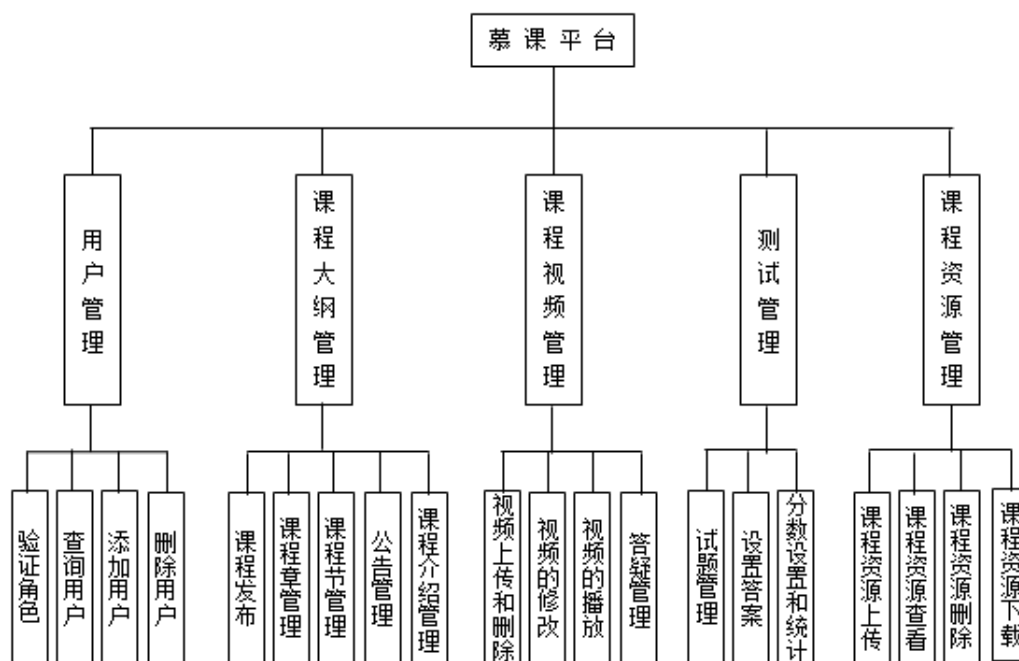 慕课平台
用户管理
课程大纲管理
课程视频管理
测试管理
课程资源管理
验证角色
查询用户
添加用户
删除用户
课程发布
课程章管理
课程节管理
公告管理
课程介绍管理
视频上传和删除
视频的修改
视频的播放
答疑管理
试题管理
设置答案
分数设置和统计
课程资源上传
课程资源查看
课程资源删除
课程资源下载